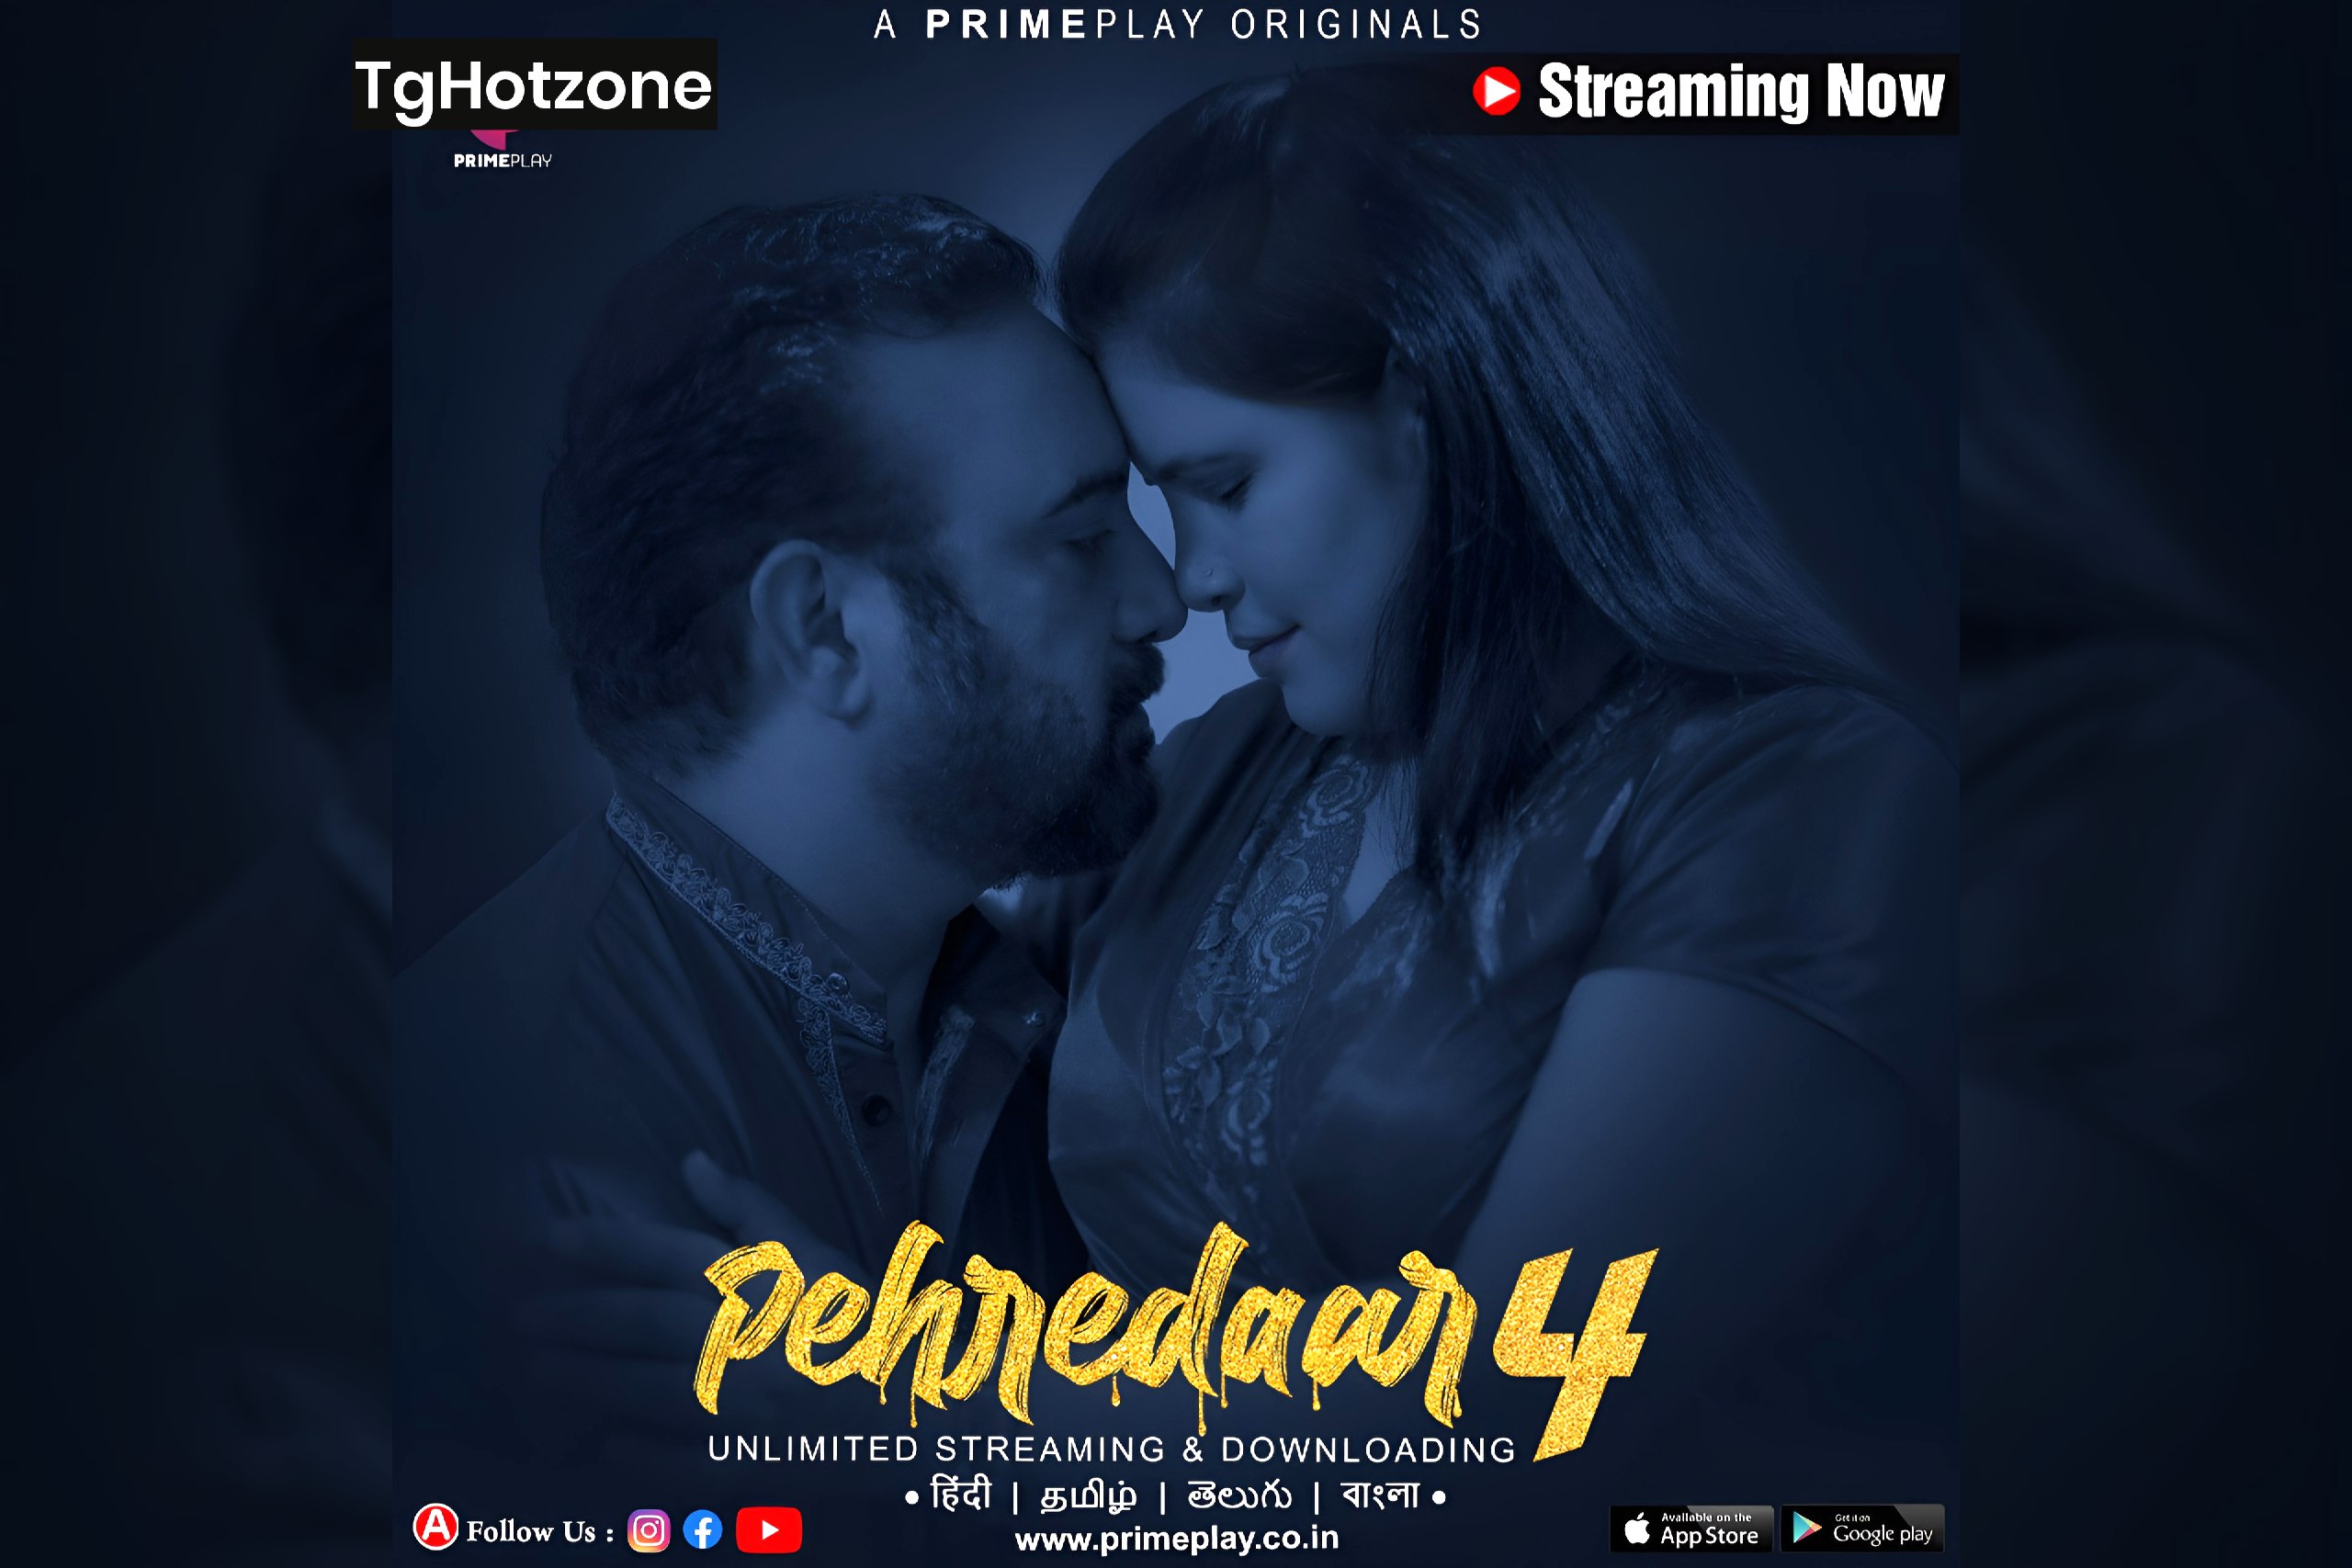 A PRIMEPLAY ORIGINALS
TgHotzone
Streaming Now
PRIMEPLAY
Pehredaar 4
UNLIMITED STREAMING & DOWNLOADING
• हिंदी | தமிழ் | తెలుగు | বাংলা •
A Follow Us :
www.primeplay.co.in
Available on the
App Store
Get it on
Google play